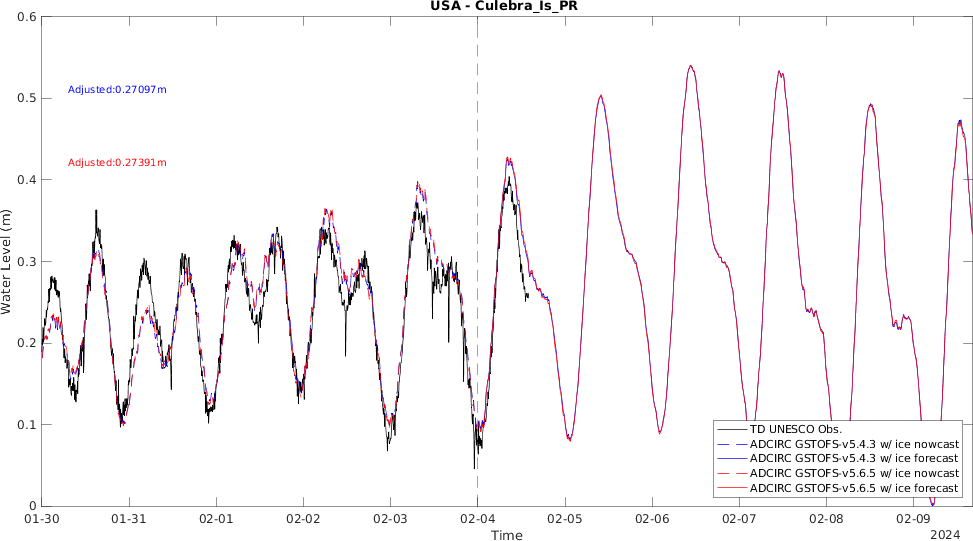 USA - Culebra_Is_PR
0.6
0.5
0.4
0.3
0.2
0.1
0
Water Level (m)
Adjusted:0.27097m
Adjusted:0.27391m
TD UNESCO Obs.
ADCIRC GSTOFS-v5.4.3 w/ ice nowcast
ADCIRC GSTOFS-v5.4.3 w/ ice forecast
ADCIRC GSTOFS-v5.6.5 w/ ice nowcast
ADCIRC GSTOFS-v5.6.5 w/ ice forecast
01-30 01-31 02-01 02-02 02-03 02-04 02-05 02-06 02-07 02-08 02-09
Time
2024